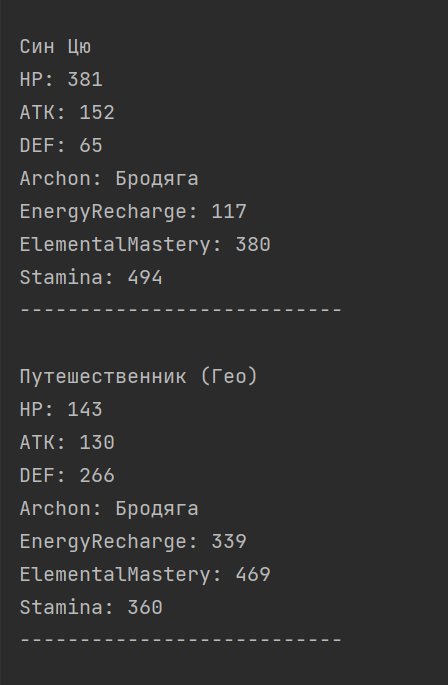 Син Цю
HP: 381
ATK: 152
DEF: 65
Archon: Бродяга
EnergyRecharge: 117
ElementalMastery: 380
Stamina: 494
---------------------------
Путешественник (Гео)
HP: 143
ATK: 130
DEF: 266
Archon: Бродяга
EnergyRecharge: 339
ElementalMastery: 469
Stamina: 360
---------------------------